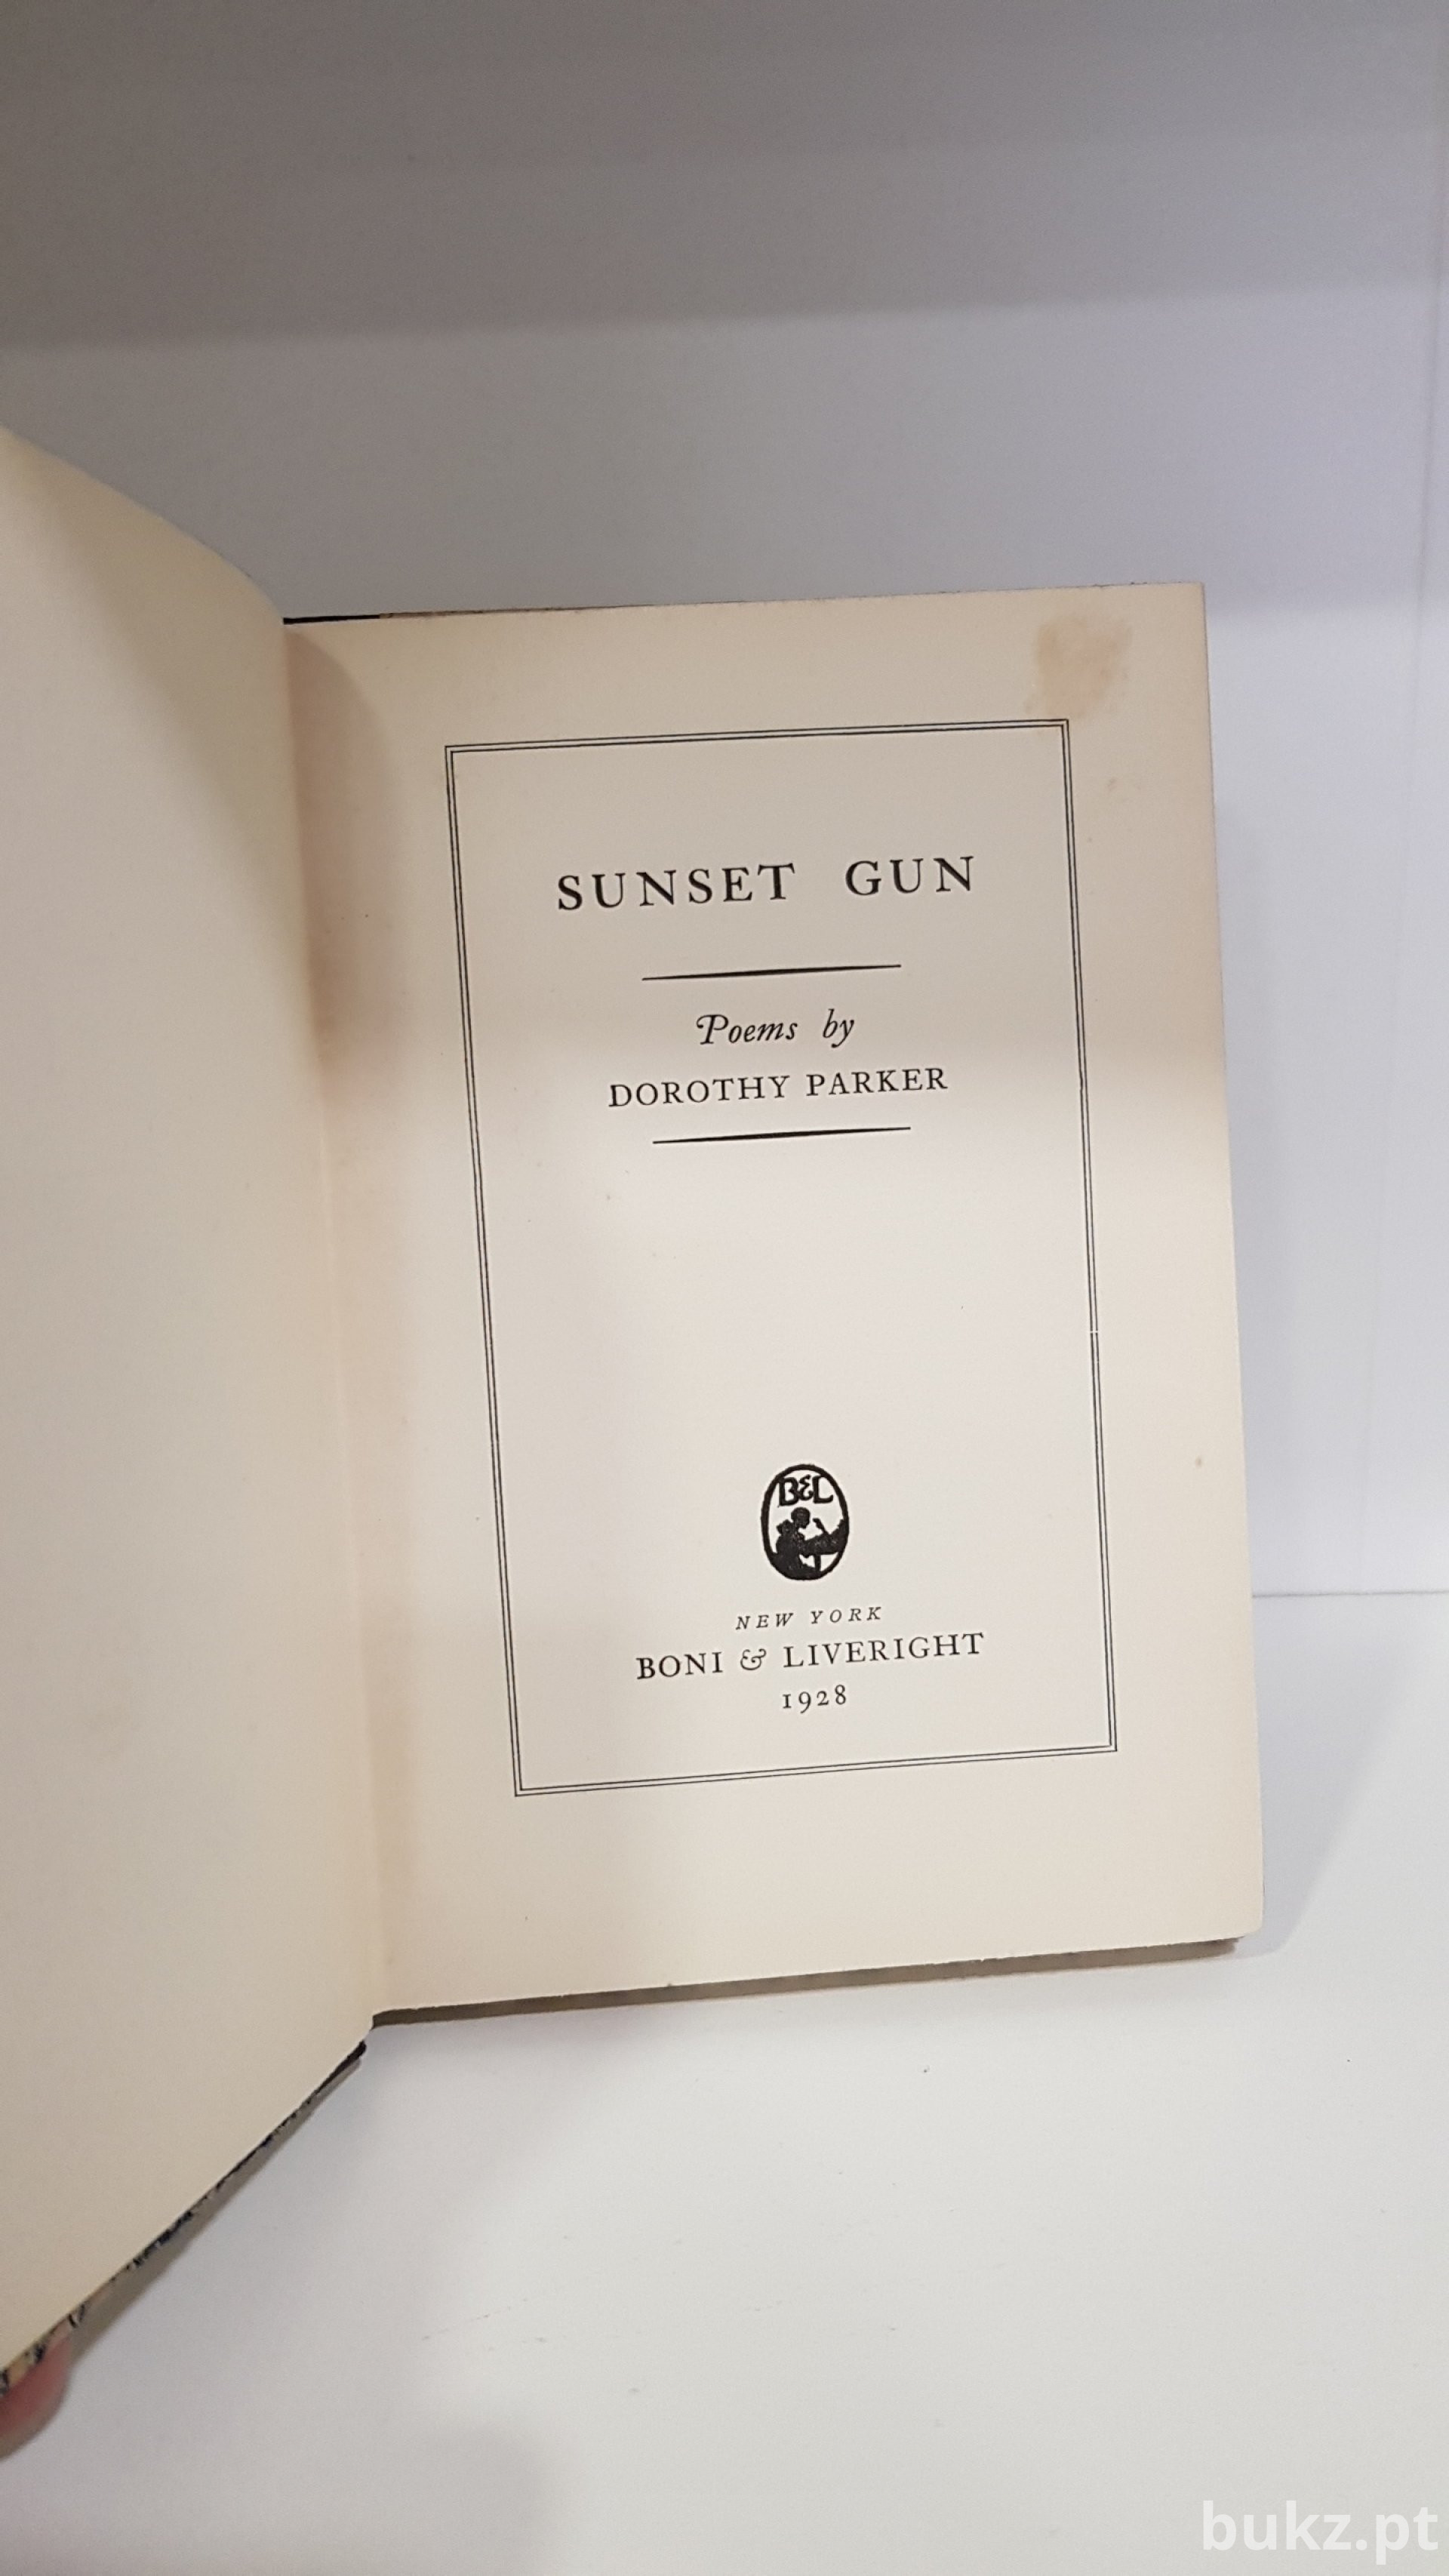 SUNSET GUN
Poems by
DOROTHY PARKER
B&L
NEW YORK
BONI & LIVERIGHT
1928
bukz.pt